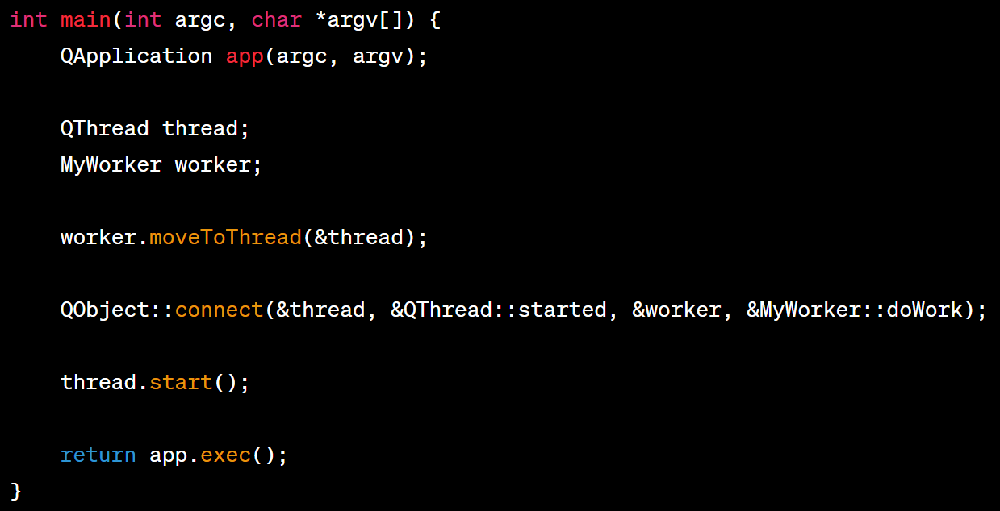 int main(int argc, char *argv[]) {
    QApplication app(argc, argv);

    QThread thread;
    MyWorker worker;

    worker.moveToThread(&thread);

    QObject::connect(&thread, &QThread::started, &worker, &MyWorker::doWork);

    thread.start();

    return app.exec();
}